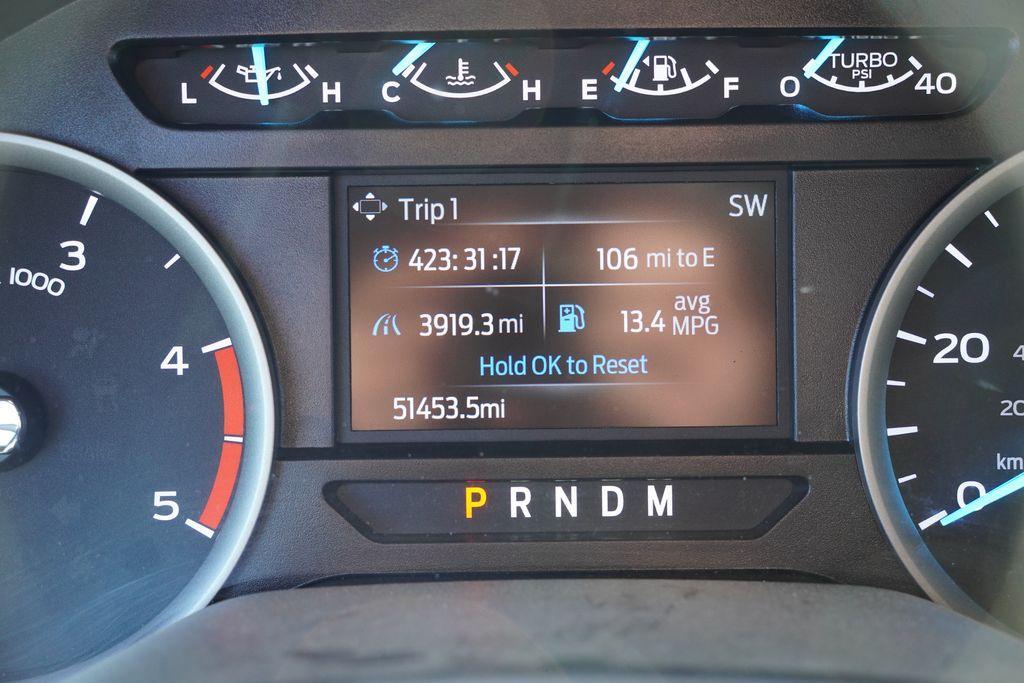 L H C H E F 0 TURBO PSI 40
Trip 1 SW
423:31:17 106 mi to E
3919.3 mi 13.4 avg MPG
Hold OK to Reset
51453.5mi
P R N D M
3
1000
4
5
20
0